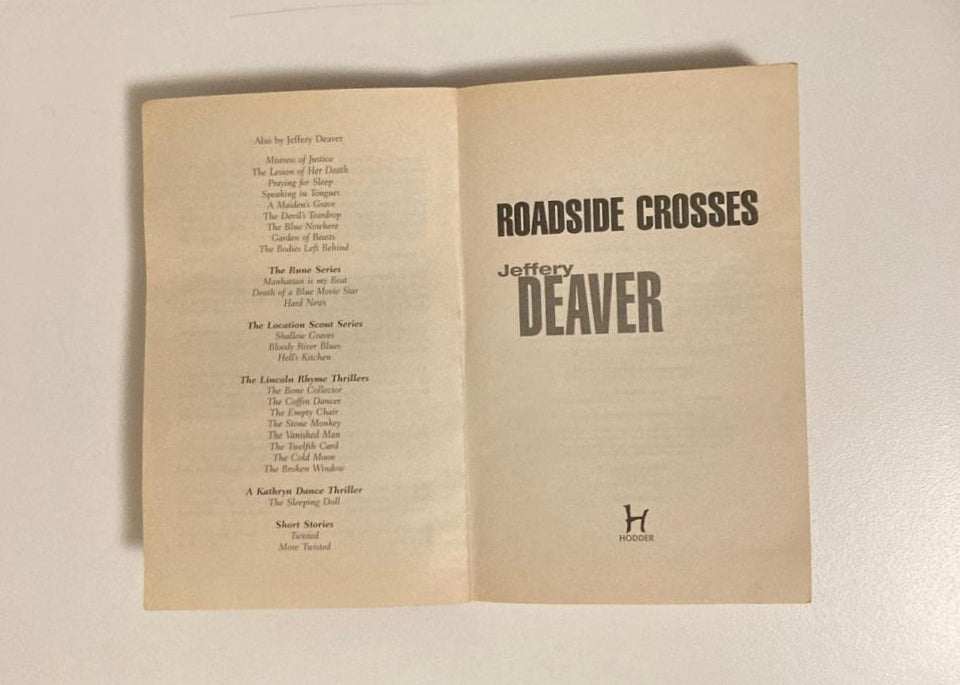 Also by Jeffery Deaver
Mistress of Justice
The Lesson of Her Death
Praying for Sleep
Speaking in Tongues
A Maiden's Grave
The Devil's Teardrop
The Blue Nowhere
Garden of Beasts
The Bodies Left Behind
The Rune Series
Manhattan is my Beat
Death of a Blue Movie Star
Hard News
The Location Scout Series
Shallow Graves
Bloody River Blues
Hell's Kitchen
The Lincoln Rhyme Thrillers
The Bone Collector
The Coffin Dancer
The Empty Chair
The Stone Monkey
The Vanished Man
The Twelfth Card
The Cold Moon
The Broken Window
A Kathryn Dance Thriller
The Sleeping Doll
Short Stories
Twisted
More Twisted
ROADSIDE CROSSES
Jeffery
DEAVER
HODDER